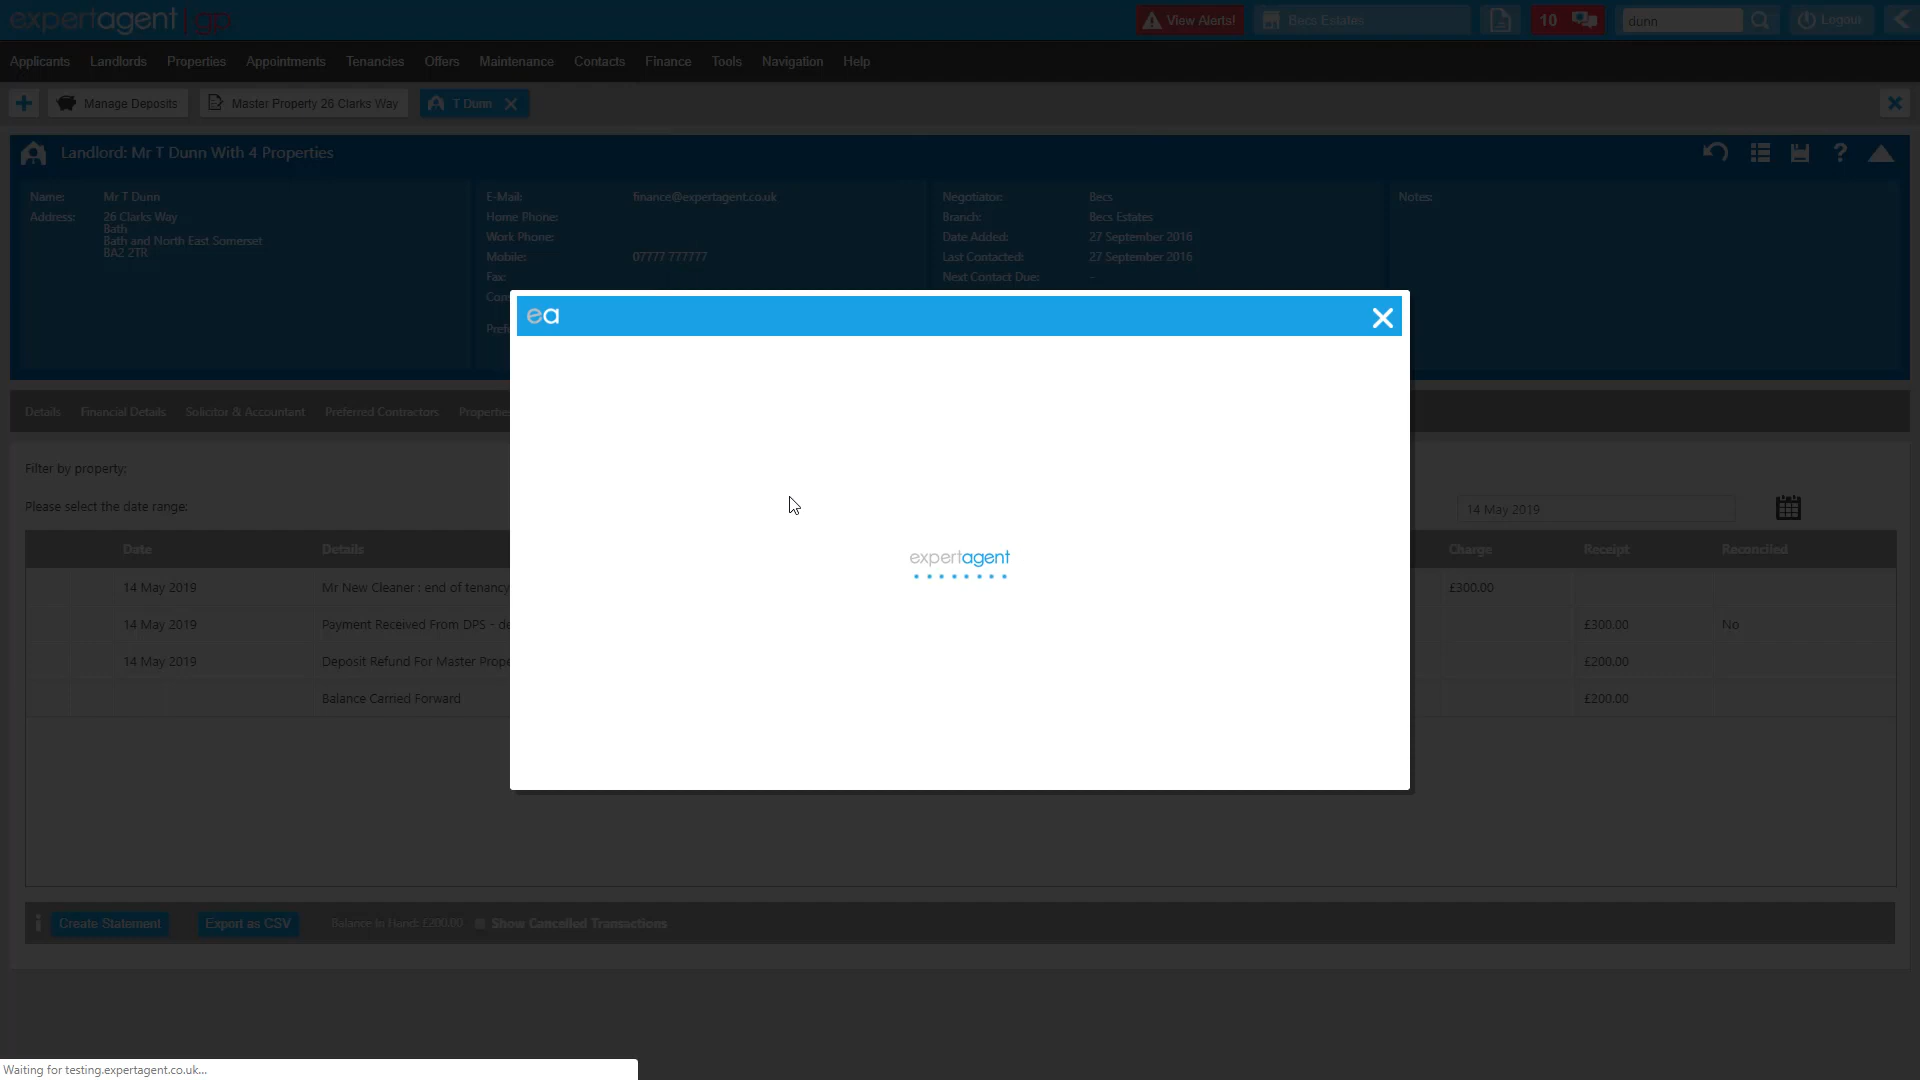 expertagent | gp
View Alerts!
Becs Estates
10
dunn
Logout
Applicants Landlords Properties Appointments Tenancies Offers Maintenance Contacts Finance Tools Navigation Help
Manage Deposits
Master Property 26 Clarks Way
T Dunn
Landlord: Mr T Dunn With 4 Properties
Name: Mr T Dunn
Address: 26 Clarks Way
Bath
Bath and North East Somerset
BA2 2TR
E-Mail: finance@expertagent.co.uk
Home Phone:
Work Phone:
Mobile: 07777 777777
Fax:
Negotiator: Becs
Branch: Becs Estates
Date Added: 27 September 2016
Last Contacted: 27 September 2016
Next Contact Due: -
Notes:
ea
Details Financial Details Solicitor & Accountant Preferred Contractors
Filter by property:
Please select the date range:
14 May 2019
expertagent
Date Details Charge Receipt Reconciled
14 May 2019 Mr New Cleaner : end of tenancy £300.00
14 May 2019 Payment Received From DPS - £300.00 No
14 May 2019 Deposit Refund For Master £200.00
Balance Carried Forward £200.00
Create Statement
Export as CSV
Balance In Hand: £200.00
Show Cancelled Transactions
Waiting for testing.expertagent.co.uk...